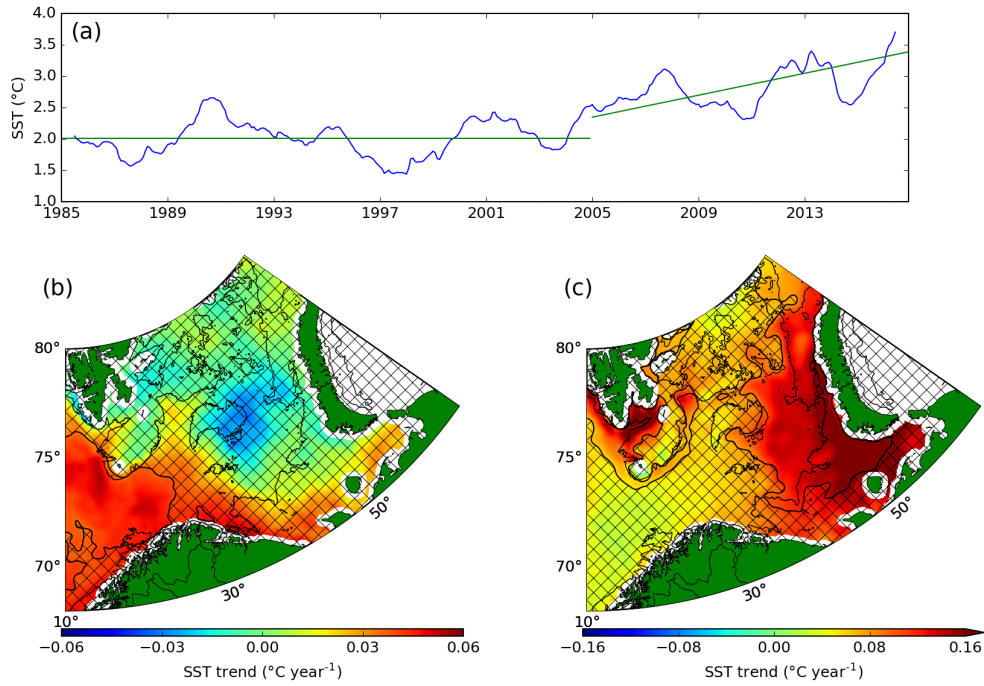 (a)
SST (°C)
4.0
3.5
3.0
2.5
2.0
1.5
1.0
1985 1989 1993 1997 2001 2005 2009 2013
(b)
80°
75°
70°
10°
30°
50°
−0.06 −0.03 0.00 0.03 0.06
SST trend (°C year⁻¹)
(c)
80°
75°
70°
10°
30°
50°
−0.16 −0.08 0.00 0.08 0.16
SST trend (°C year⁻¹)